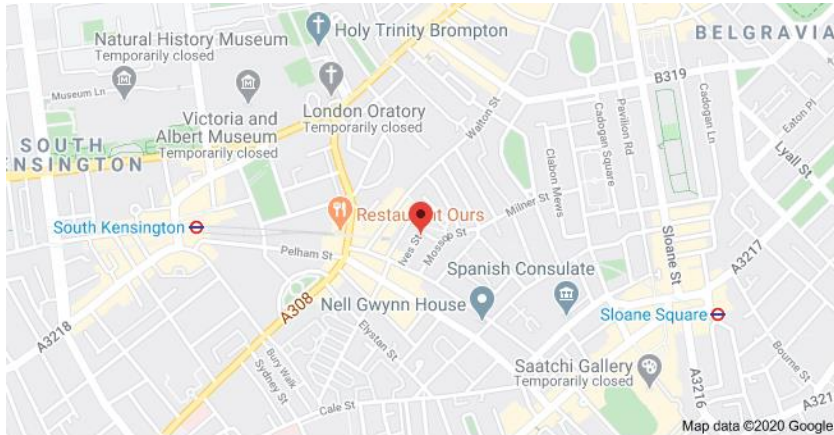 Holy Trinity Brompton
BELGRAVIA
Natural History Museum
Temporarily closed
B319
Museum Ln
London Oratory
Temporarily closed
Walton St
Cadogan Square
Pavilion Rd
Cadogan Ln
Eaton Pl
Victoria and
Albert Museum
Temporarily closed
SOUTH
KENSINGTON
Clabon Mews
Lyall St
Restaurant Ours
Milner St
South Kensington
Ives St
Mossop St
Sloane St
A3217
Pelham St
Spanish Consulate
A308
Nell Gwynn House
Sloane Square
A3218
Elystan St
Bury Walk
Sydney St
Saatchi Gallery
Temporarily closed
Bourne St
Cale St
A3216
A321
Map data ©2020 Google